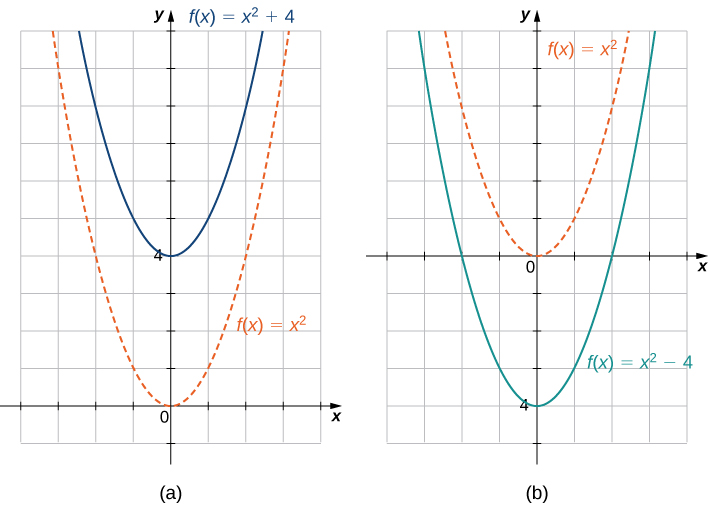 y
f(x) = x² + 4
4
f(x) = x²
0
x
(a)
y
f(x) = x²
0
x
f(x) = x² − 4
4
(b)